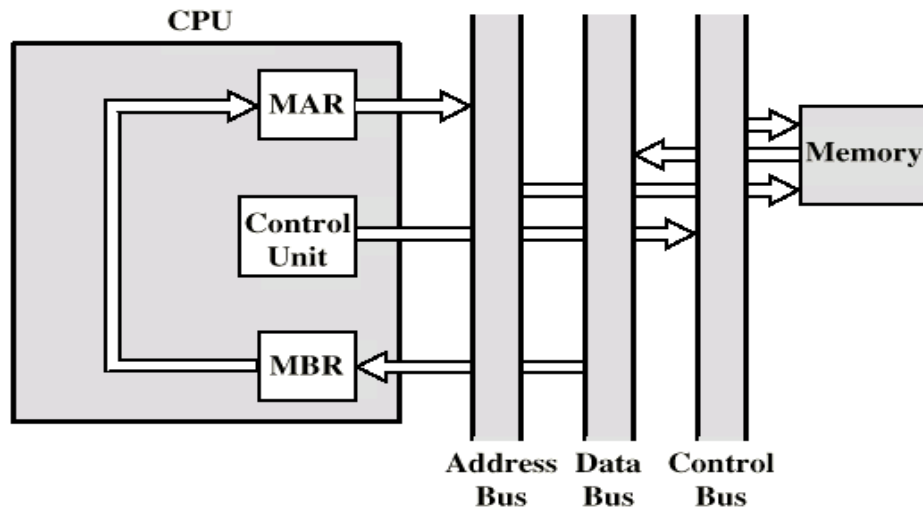 CPU
MAR
Memory
Control
Unit
MBR
Address
Bus
Data
Bus
Control
Bus